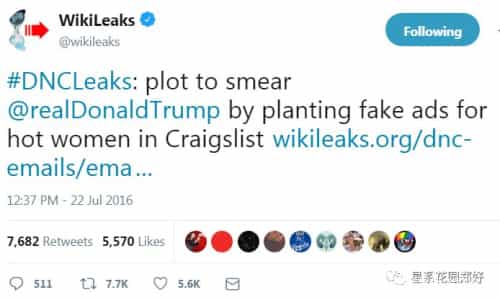 WikiLeaks
@wikileaks
Following
#DNCLeaks: plot to smear
@realDonaldTrump by planting fake ads for
hot women in Craigslist wikileaks.org/dnc-
emails/ema...
12:37 PM - 22 Jul 2016
7,682 Retweets 5,570 Likes
511 7.7K 5.6K
星系花园郑好